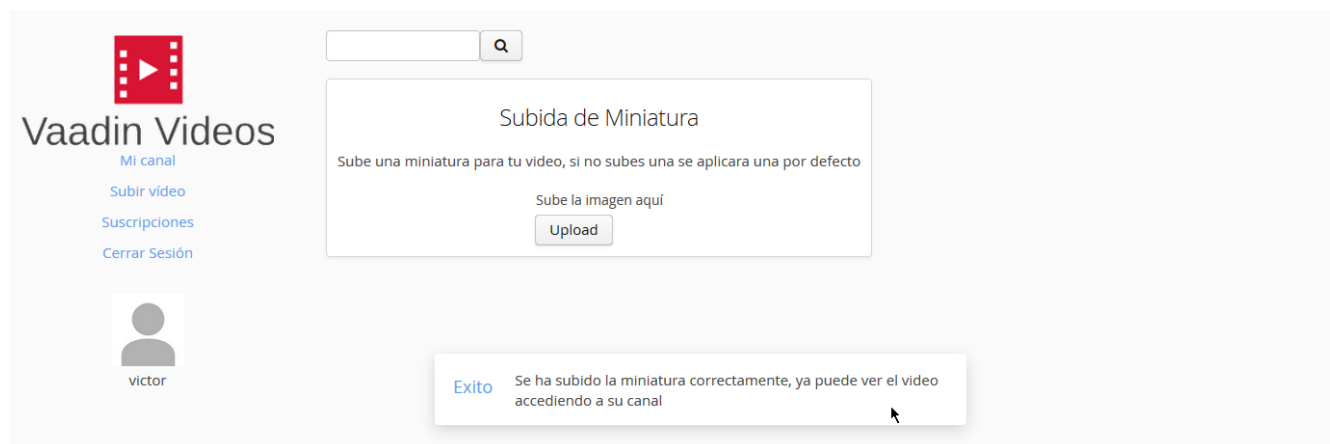 Vaadin Videos
Mi canal
Subir vídeo
Suscripciones
Cerrar Sesión
victor
Subida de Miniatura
Sube una miniatura para tu video, si no subes una se aplicara una por defecto
Sube la imagen aquí
Upload
Exito
Se ha subido la miniatura correctamente, ya puede ver el video
accediendo a su canal